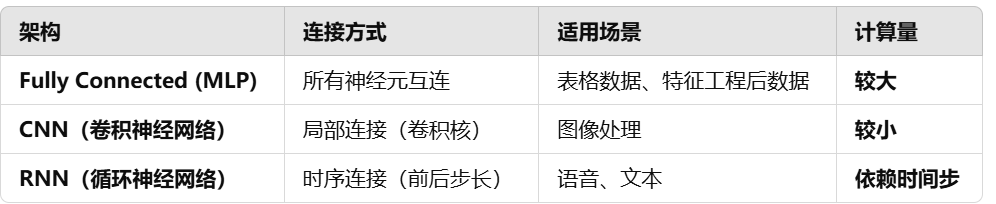 架构 连接方式 适用场景 计算量
Fully Connected (MLP) 所有神经元互连 表格数据、特征工程后数据 较大
CNN（卷积神经网络） 局部连接（卷积核） 图像处理 较小
RNN（循环神经网络） 时序连接（前后步长） 语音、文本 依赖时间步